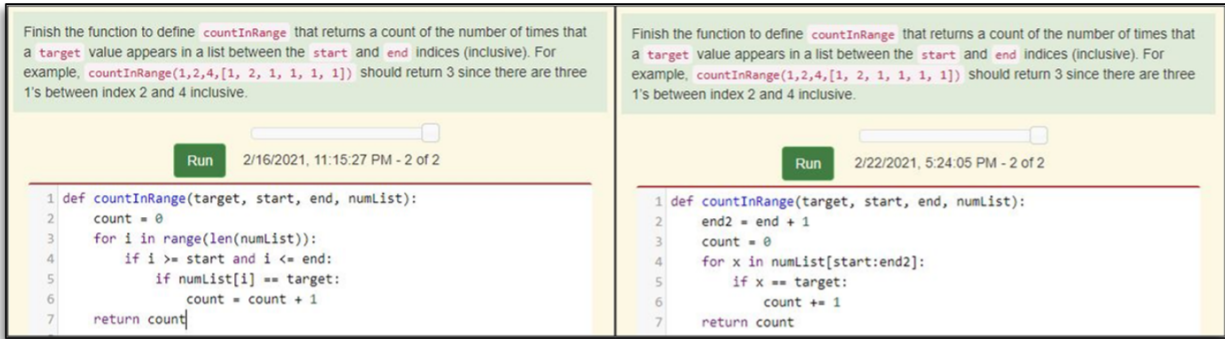 Finish the function to define countInRange that returns a count of the number of times that
a target value appears in a list between the start and end indices (inclusive). For
example, countInRange(1,2,4,[1, 2, 1, 1, 1, 1]) should return 3 since there are three
1's between index 2 and 4 inclusive.
Run 2/16/2021, 11:15:27 PM - 2 of 2
1 def countInRange(target, start, end, numList):
2     count = 0
3     for i in range(len(numList)):
4         if i >= start and i <= end:
5             if numList[i] == target:
6                 count = count + 1
7     return count
Finish the function to define countInRange that returns a count of the number of times that
a target value appears in a list between the start and end indices (inclusive). For
example, countInRange(1,2,4,[1, 2, 1, 1, 1, 1]) should return 3 since there are three
1's between index 2 and 4 inclusive.
Run 2/22/2021, 5:24:05 PM - 2 of 2
1 def countInRange(target, start, end, numList):
2     end2 = end + 1
3     count = 0
4     for x in numList[start:end2]:
5         if x == target:
6             count += 1
7     return count